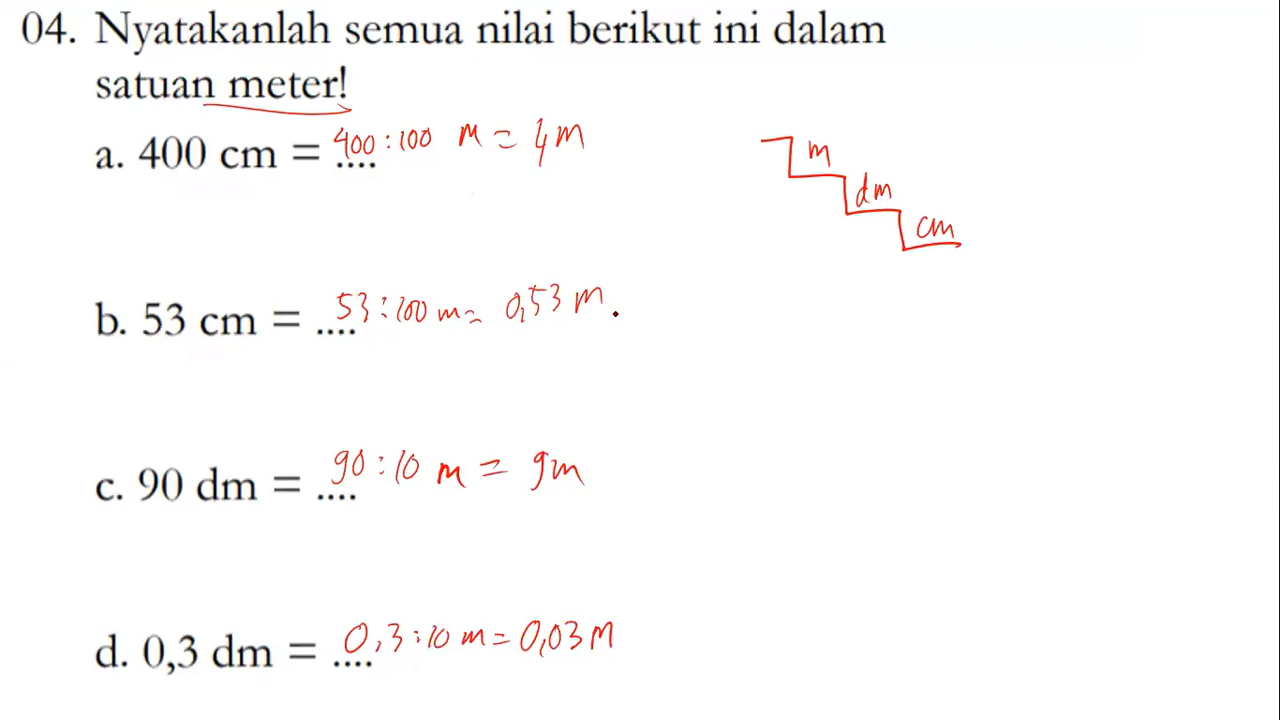 04. Nyatakanlah semua nilai berikut ini dalam
satuan meter!
a. 400 cm = .... 400 : 100 m = 4 m
m
dm
cm
b. 53 cm = .... 53 : 100 m = 0,53 m
c. 90 dm = .... 90 : 10 m = 9 m
d. 0,3 dm = .... 0,3 : 10 m = 0,03 m